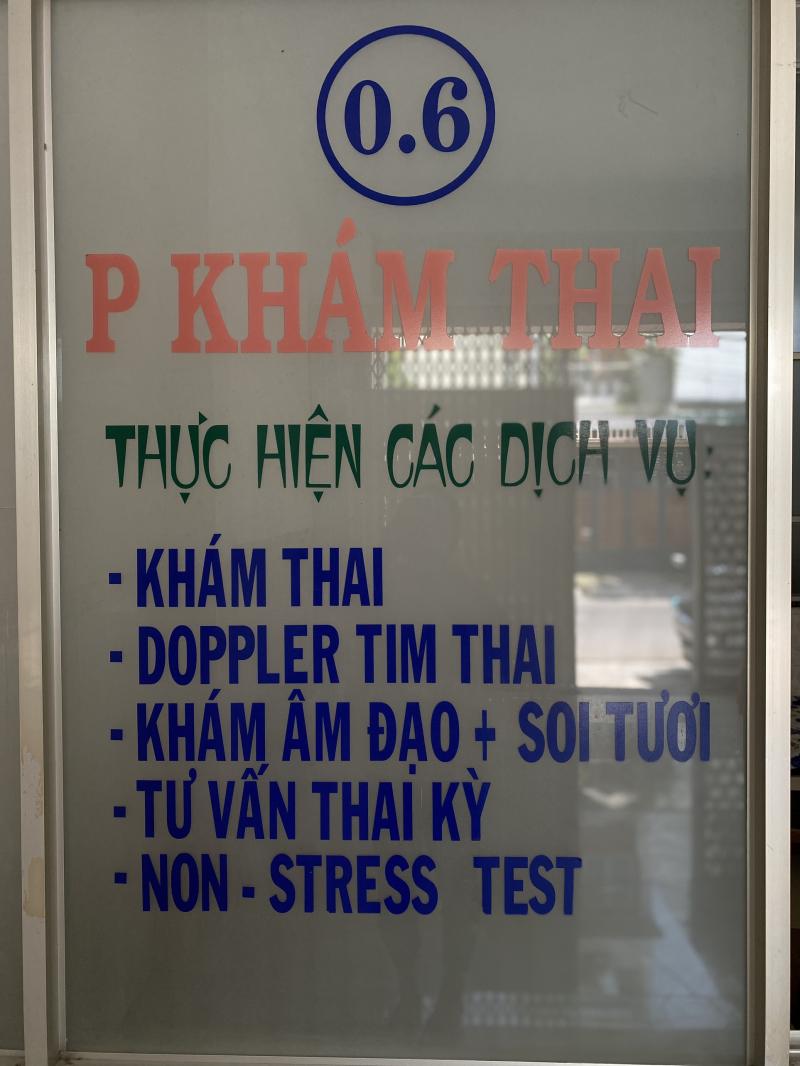 0.6
P KHÁM THAI
THỰC HIỆN CÁC DỊCH VỤ:
- KHÁM THAI
- DOPPLER TIM THAI
- KHÁM ÂM ĐẠO + SOI TƯƠI
- TƯ VẤN THAI KỲ
- NON - STRESS TEST